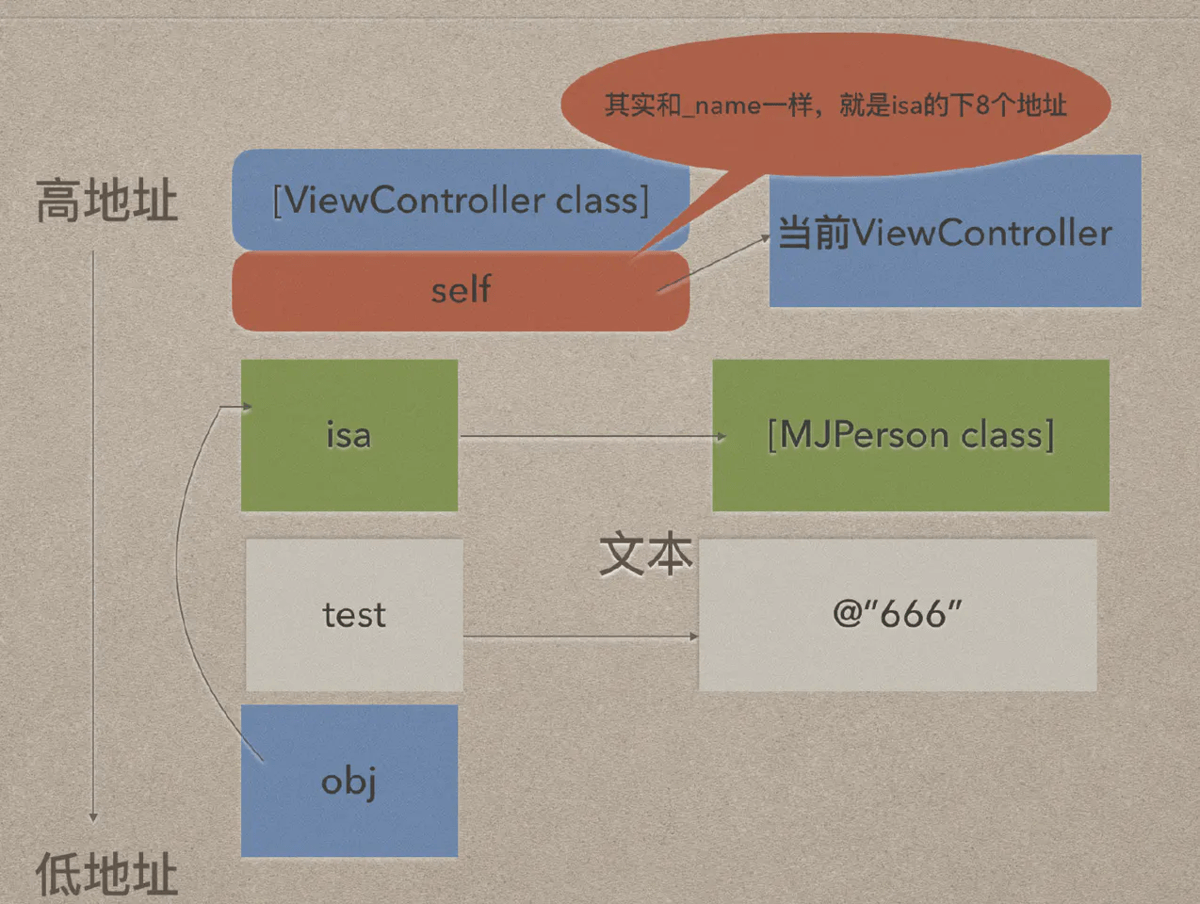 其实和_name一样，就是isa的下8个地址
高地址
[ViewController class]
当前ViewController
self
isa
[MJPerson class]
文本
test
@“666”
obj
低地址